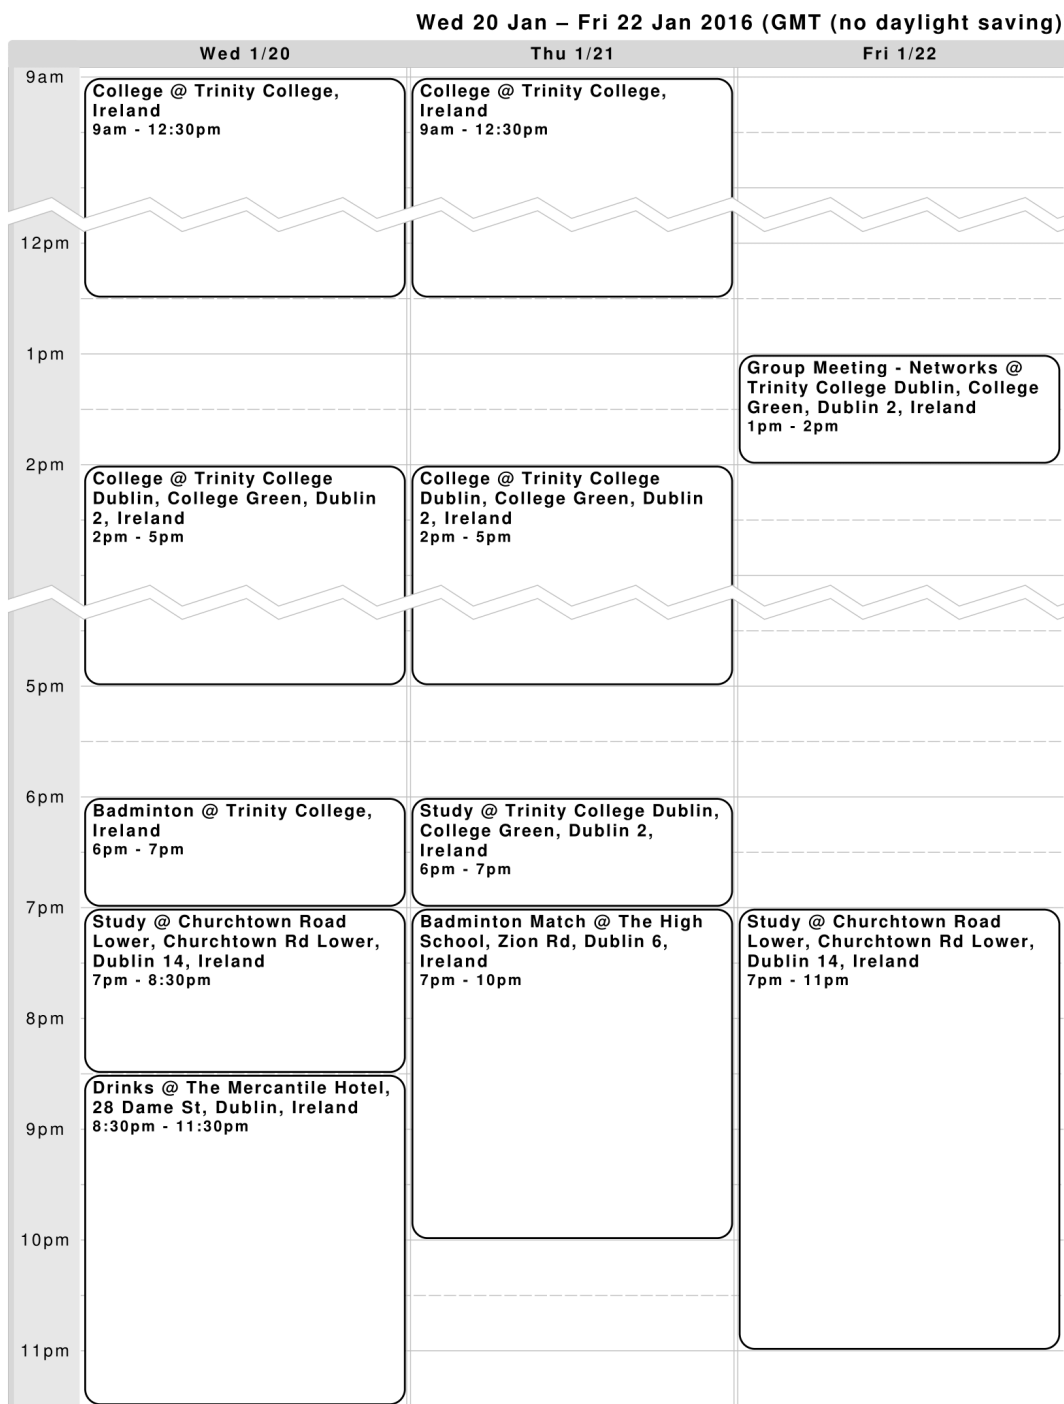 Wed 20 Jan – Fri 22 Jan 2016 (GMT (no daylight saving)
Wed 1/20
Thu 1/21
Fri 1/22
9am
College @ Trinity College,
Ireland
9am - 12:30pm
College @ Trinity College,
Ireland
9am - 12:30pm
12pm
1pm
Group Meeting - Networks @
Trinity College Dublin, College
Green, Dublin 2, Ireland
1pm - 2pm
2pm
College @ Trinity College
Dublin, College Green, Dublin
2, Ireland
2pm - 5pm
College @ Trinity College
Dublin, College Green, Dublin
2, Ireland
2pm - 5pm
5pm
6pm
Badminton @ Trinity College,
Ireland
6pm - 7pm
Study @ Trinity College Dublin,
College Green, Dublin 2,
Ireland
6pm - 7pm
7pm
Study @ Churchtown Road
Lower, Churchtown Rd Lower,
Dublin 14, Ireland
7pm - 8:30pm
Badminton Match @ The High
School, Zion Rd, Dublin 6,
Ireland
7pm - 10pm
Study @ Churchtown Road
Lower, Churchtown Rd Lower,
Dublin 14, Ireland
7pm - 11pm
8pm
Drinks @ The Mercantile Hotel,
28 Dame St, Dublin, Ireland
8:30pm - 11:30pm
9pm
10pm
11pm